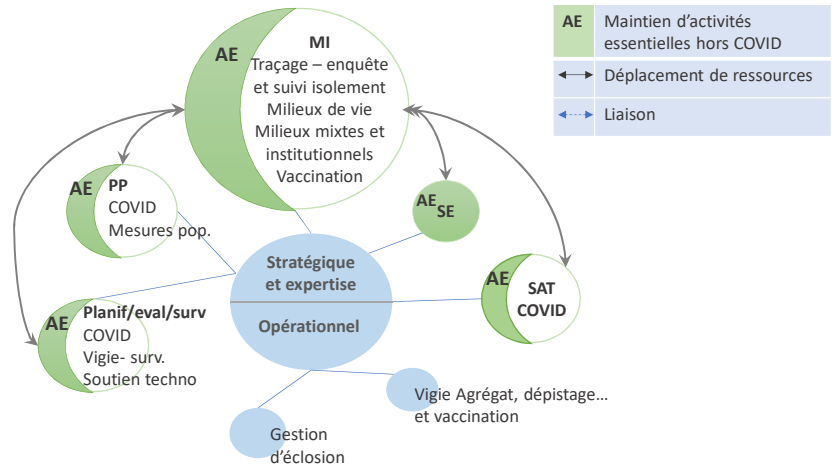 AE
MI
Traçage – enquête
et suivi isolement
Milieux de vie
Milieux mixtes et
institutionnels
Vaccination
AE
Maintien d'activités
essentielles hors COVID
Déplacement de ressources
Liaison
AE
PP
COVID
Mesures pop.
AE
SE
Stratégique
et expertise
Opérationnel
AE
SAT
COVID
AE
Planif/eval/surv
COVID
Vigie- surv.
Soutien techno
Vigie Agrégat, dépistage…
et vaccination
Gestion
d'éclosion